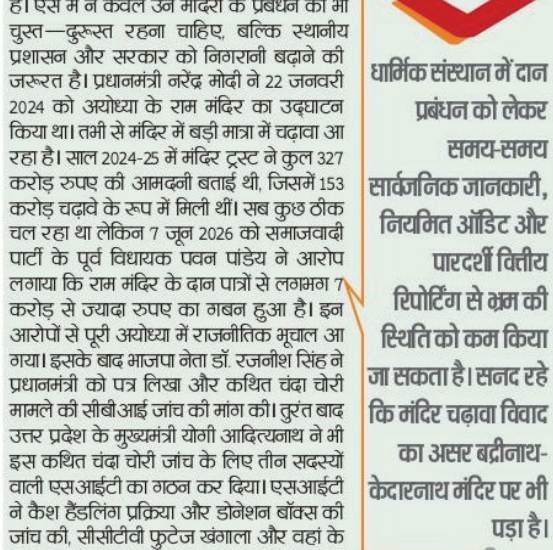 है। ऐसे में न केवल उन मंदिरों के प्रबंधन को भी
चुस्त—दुरूस्त रहना चाहिए, बल्कि स्थानीय
प्रशासन और सरकार को निगरानी बढ़ाने की
जरूरत है। प्रधानमंत्री नरेंद्र मोदी ने 22 जनवरी
2024 को अयोध्या के राम मंदिर का उद्घाटन
किया था। तभी से मंदिर में बड़ी मात्रा में चढ़ावा आ
रहा है। साल 2024-25 में मंदिर ट्रस्ट ने कुल 327
करोड़ रुपए की आमदनी बताई थी, जिसमें 153
करोड़ चढ़ावे के रूप में मिली थीं। सब कुछ ठीक
चल रहा था लेकिन 7 जून 2026 को समाजवादी
पार्टी के पूर्व विधायक पवन पांडेय ने आरोप
लगाया कि राम मंदिर के दान पात्रों से लगभग 7
करोड़ से ज्यादा रुपए का गबन हुआ है। इन
आरोपों से पूरी अयोध्या में राजनीतिक भूचाल आ
गया। इसके बाद भाजपा नेता डॉ. रजनीश सिंह ने
प्रधानमंत्री को पत्र लिखा और कथित चंदा चोरी
मामले की सीबीआई जांच की मांग की। तुरंत बाद
उत्तर प्रदेश के मुख्यमंत्री योगी आदित्यनाथ ने भी
इस कथित चंदा चोरी जांच के लिए तीन सदस्यों
वाली एसआईटी का गठन कर दिया। एसआईटी
ने कैश हैंडलिंग प्रक्रिया और डोनेशन बॉक्स की
जांच की, सीसीटीवी फुटेज खंगाला और वहां के
धार्मिक संस्थान में दान
प्रबंधन को लेकर
समय-समय
सार्वजनिक जानकारी,
नियमित ऑडिट और
पारदर्शी वित्तीय
रिपोर्टिंग से भ्रम की
स्थिति को कम किया
जा सकता है। सनद रहे
कि मंदिर चढ़ावा विवाद
का असर बद्रीनाथ-
केदारनाथ मंदिर पर भी
पड़ा है।